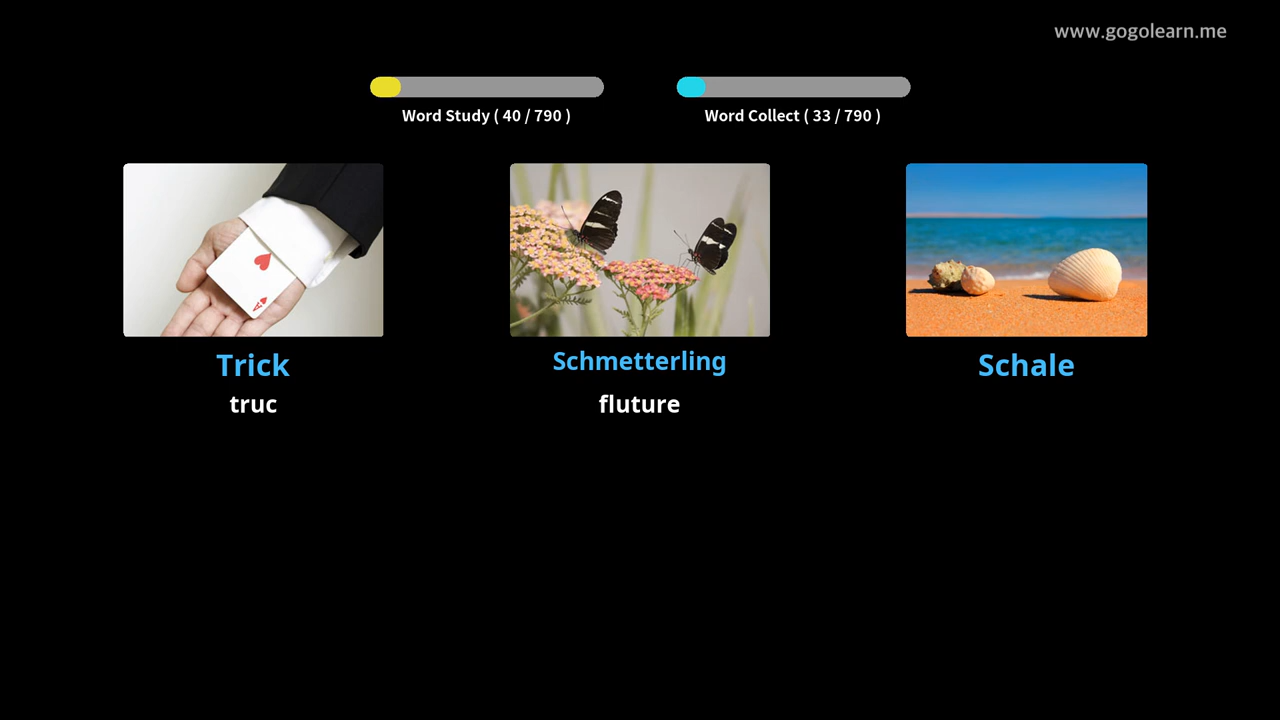 www.gogolearn.me
Word Study ( 40 / 790 )
Word Collect ( 33 / 790 )
Trick
Schmetterling
Schale
truc
fluture
A